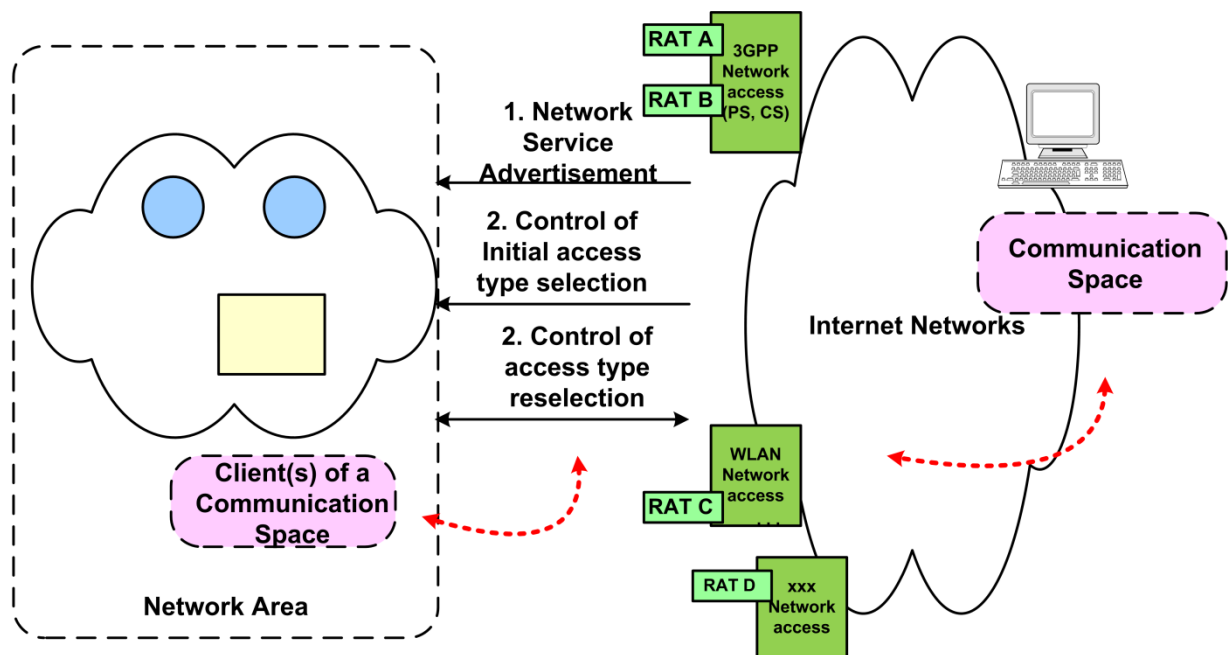 RAT A
3GPP
Network
access
(PS, CS)
RAT B
1. Network
Service
Advertisement
2. Control of
Initial access
type selection
2. Control of
access type
reselection
Communication
Space
Internet Networks
WLAN
Network
access
. . .
RAT C
RAT D
xxx
Network
access
Client(s) of a
Communication
Space
Network Area